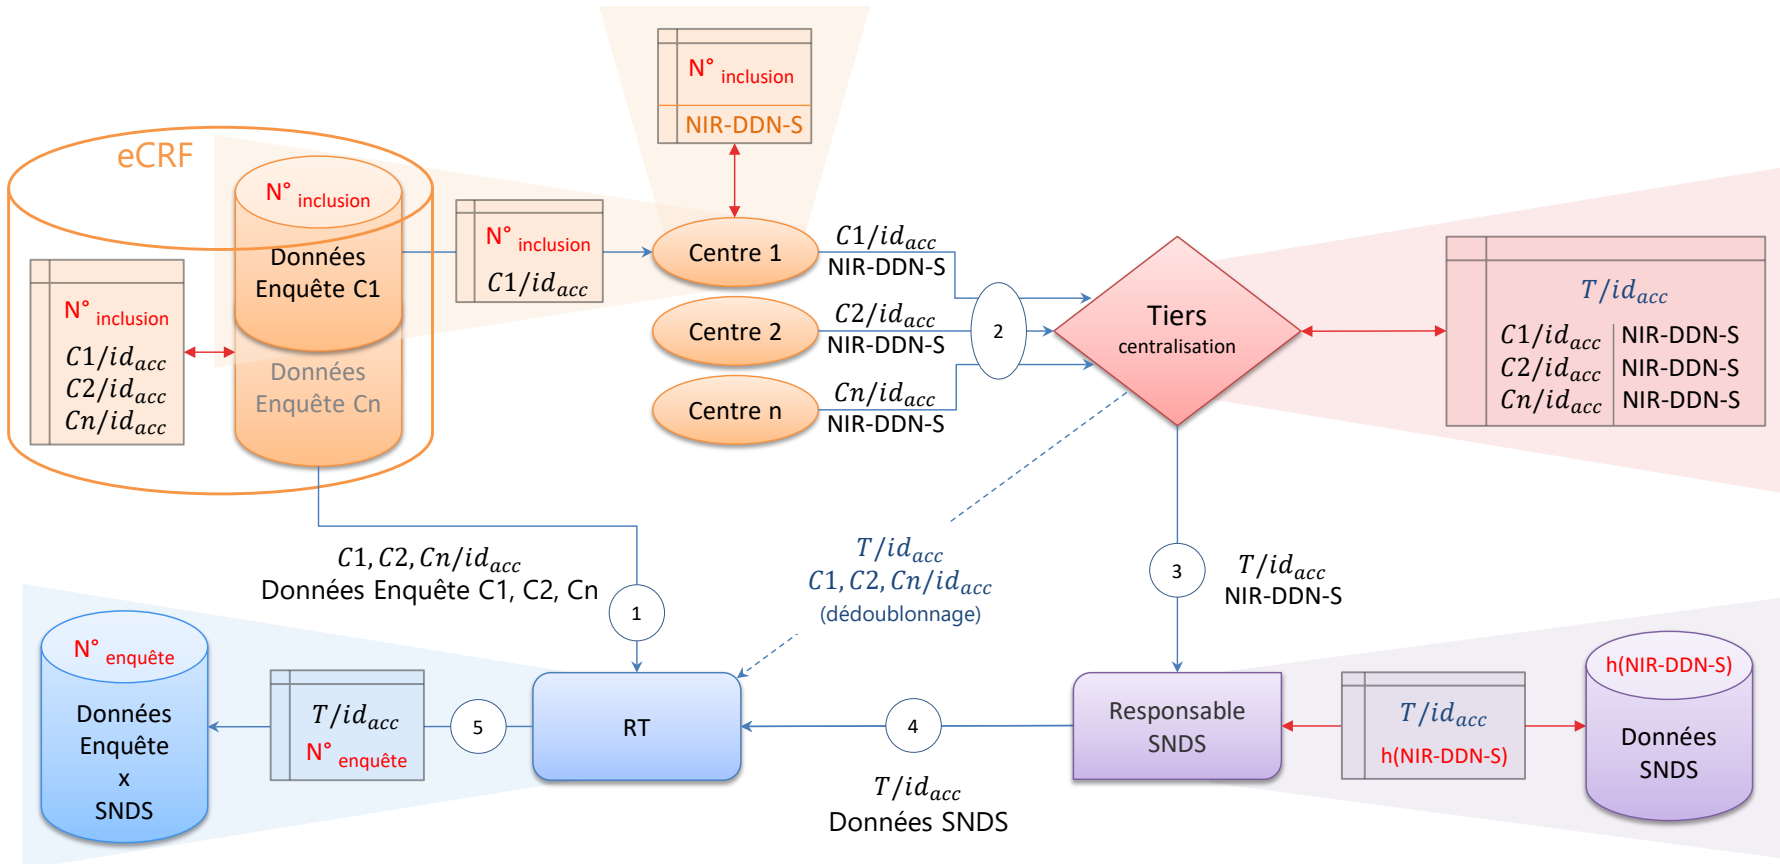 N° inclusion
NIR-DDN-S
eCRF
N° inclusion
Données
Enquête C1
Données
Enquête Cn
N° inclusion
C1/id_acc
C2/id_acc
Cn/id_acc
N° inclusion
C1/id_acc
Centre 1
Centre 2
Centre n
C1/id_acc
NIR-DDN-S
C2/id_acc
NIR-DDN-S
Cn/id_acc
NIR-DDN-S
2
Tiers
centralisation
T/id_acc
C1/id_acc NIR-DDN-S
C2/id_acc NIR-DDN-S
Cn/id_acc NIR-DDN-S
C1, C2, Cn/id_acc
Données Enquête C1, C2, Cn
1
T/id_acc
C1, C2, Cn/id_acc
(dédoublonnage)
3
T/id_acc
NIR-DDN-S
N° enquête
Données
Enquête
x
SNDS
T/id_acc
N° enquête
5
RT
4
T/id_acc
Données SNDS
Responsable
SNDS
T/id_acc
h(NIR-DDN-S)
h(NIR-DDN-S)
Données
SNDS